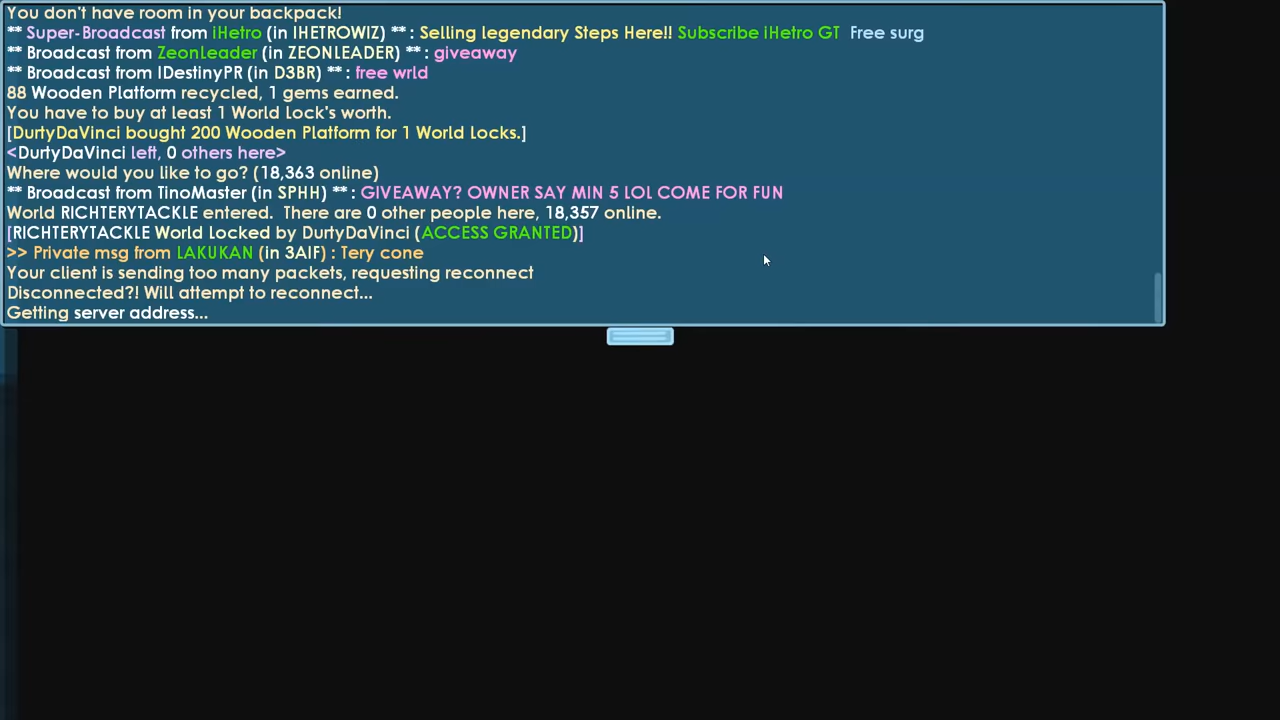 You don't have room in your backpack!
** Super-Broadcast from iHetro (in IHETROWIZ) ** : Selling legendary Steps Here!! Subscribe iHetro GT Free surg
** Broadcast from ZeonLeader (in ZEONLEADER) ** : giveaway
** Broadcast from IDestinyPR (in D3BR) ** : free wrld
88 Wooden Platform recycled, 1 gems earned.
You have to buy at least 1 World Lock's worth.
[DurtyDaVinci bought 200 Wooden Platform for 1 World Locks.]
<DurtyDaVinci left, 0 others here>
Where would you like to go? (18,363 online)
** Broadcast from TinoMaster (in SPHH) ** : GIVEAWAY? OWNER SAY MIN 5 LOL COME FOR FUN
World RICHTERYTACKLE entered. There are 0 other people here, 18,357 online.
[RICHTERYTACKLE World Locked by DurtyDaVinci (ACCESS GRANTED)]
>> Private msg from LAKUKAN (in 3AIF) : Tery cone
Your client is sending too many packets, requesting reconnect
Disconnected?! Will attempt to reconnect...
Getting server address...